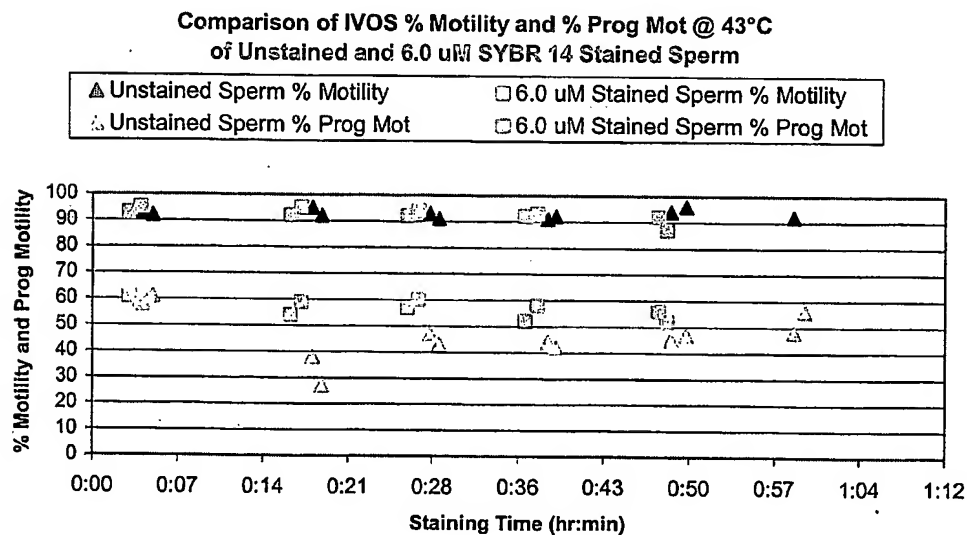 Comparison of IVOS % Motility and % Prog Mot @ 43°C
of Unstained and 6.0 uM SYBR 14 Stained Sperm
Unstained Sperm % Motility
6.0 uM Stained Sperm % Motility
Unstained Sperm % Prog Mot
6.0 uM Stained Sperm % Prog Mot
% Motility and Prog Motility
100
90
80
70
60
50
40
30
20
10
0
0:00 0:07 0:14 0:21 0:28 0:36 0:43 0:50 0:57 1:04 1:12
Staining Time (hr:min)